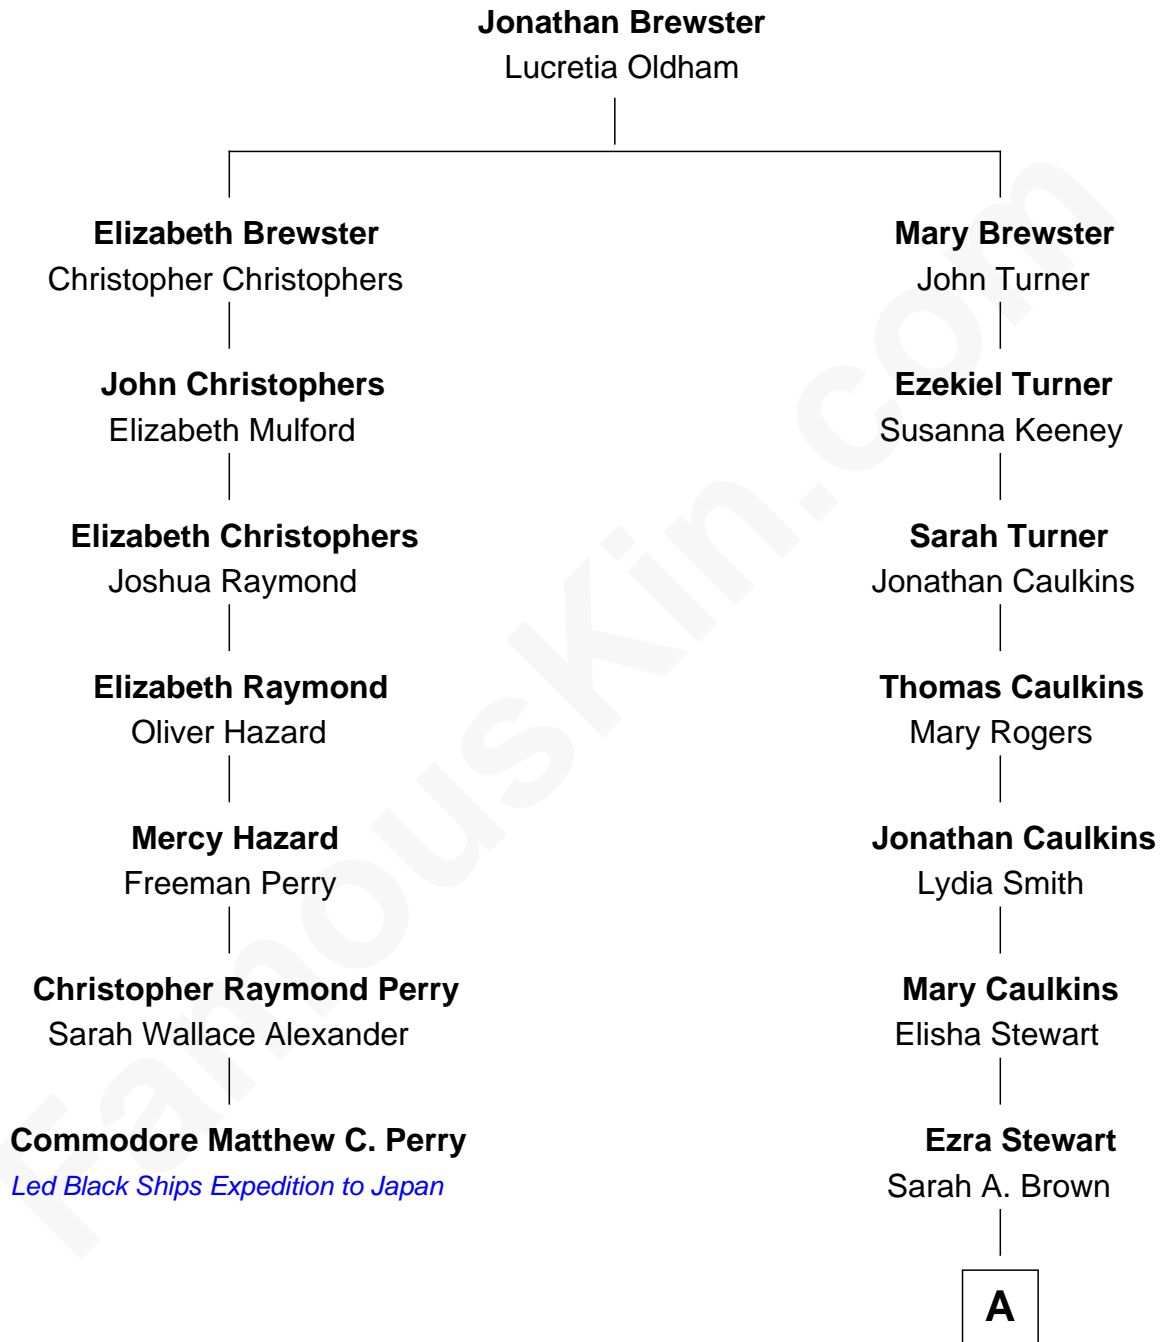 Jonathan Brewster
Lucretia Oldham
Elizabeth Brewster
Christopher Christophers
Mary Brewster
John Turner
John Christophers
Elizabeth Mulford
Ezekiel Turner
Susanna Keeney
Elizabeth Christophers
Joshua Raymond
Sarah Turner
Jonathan Caulkins
Elizabeth Raymond
Oliver Hazard
Thomas Caulkins
Mary Rogers
Mercy Hazard
Freeman Perry
Jonathan Caulkins
Lydia Smith
Christopher Raymond Perry
Sarah Wallace Alexander
Mary Caulkins
Elisha Stewart
Commodore Matthew C. Perry
Led Black Ships Expedition to Japan
Ezra Stewart
Sarah A. Brown
A
FamousKin.com